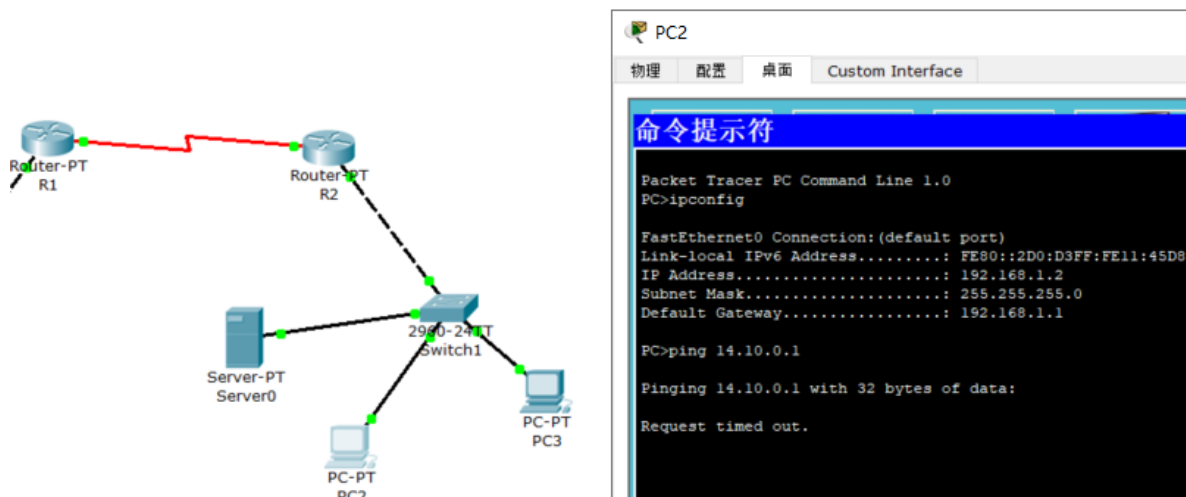 Router-PT
R1
Router-PT
R2
2960-24TT
Switch1
Server-PT
Server0
PC-PT
PC3
PC-PT
PC2
PC2
物理 配置 桌面 Custom Interface
命令提示符
Packet Tracer PC Command Line 1.0
PC>ipconfig
FastEthernet0 Connection:(default port)
Link-local IPv6 Address.........: FE80::2D0:D3FF:FE11:45D8
IP Address......................: 192.168.1.2
Subnet Mask.....................: 255.255.255.0
Default Gateway.................: 192.168.1.1
PC>ping 14.10.0.1
Pinging 14.10.0.1 with 32 bytes of data:
Request timed out.